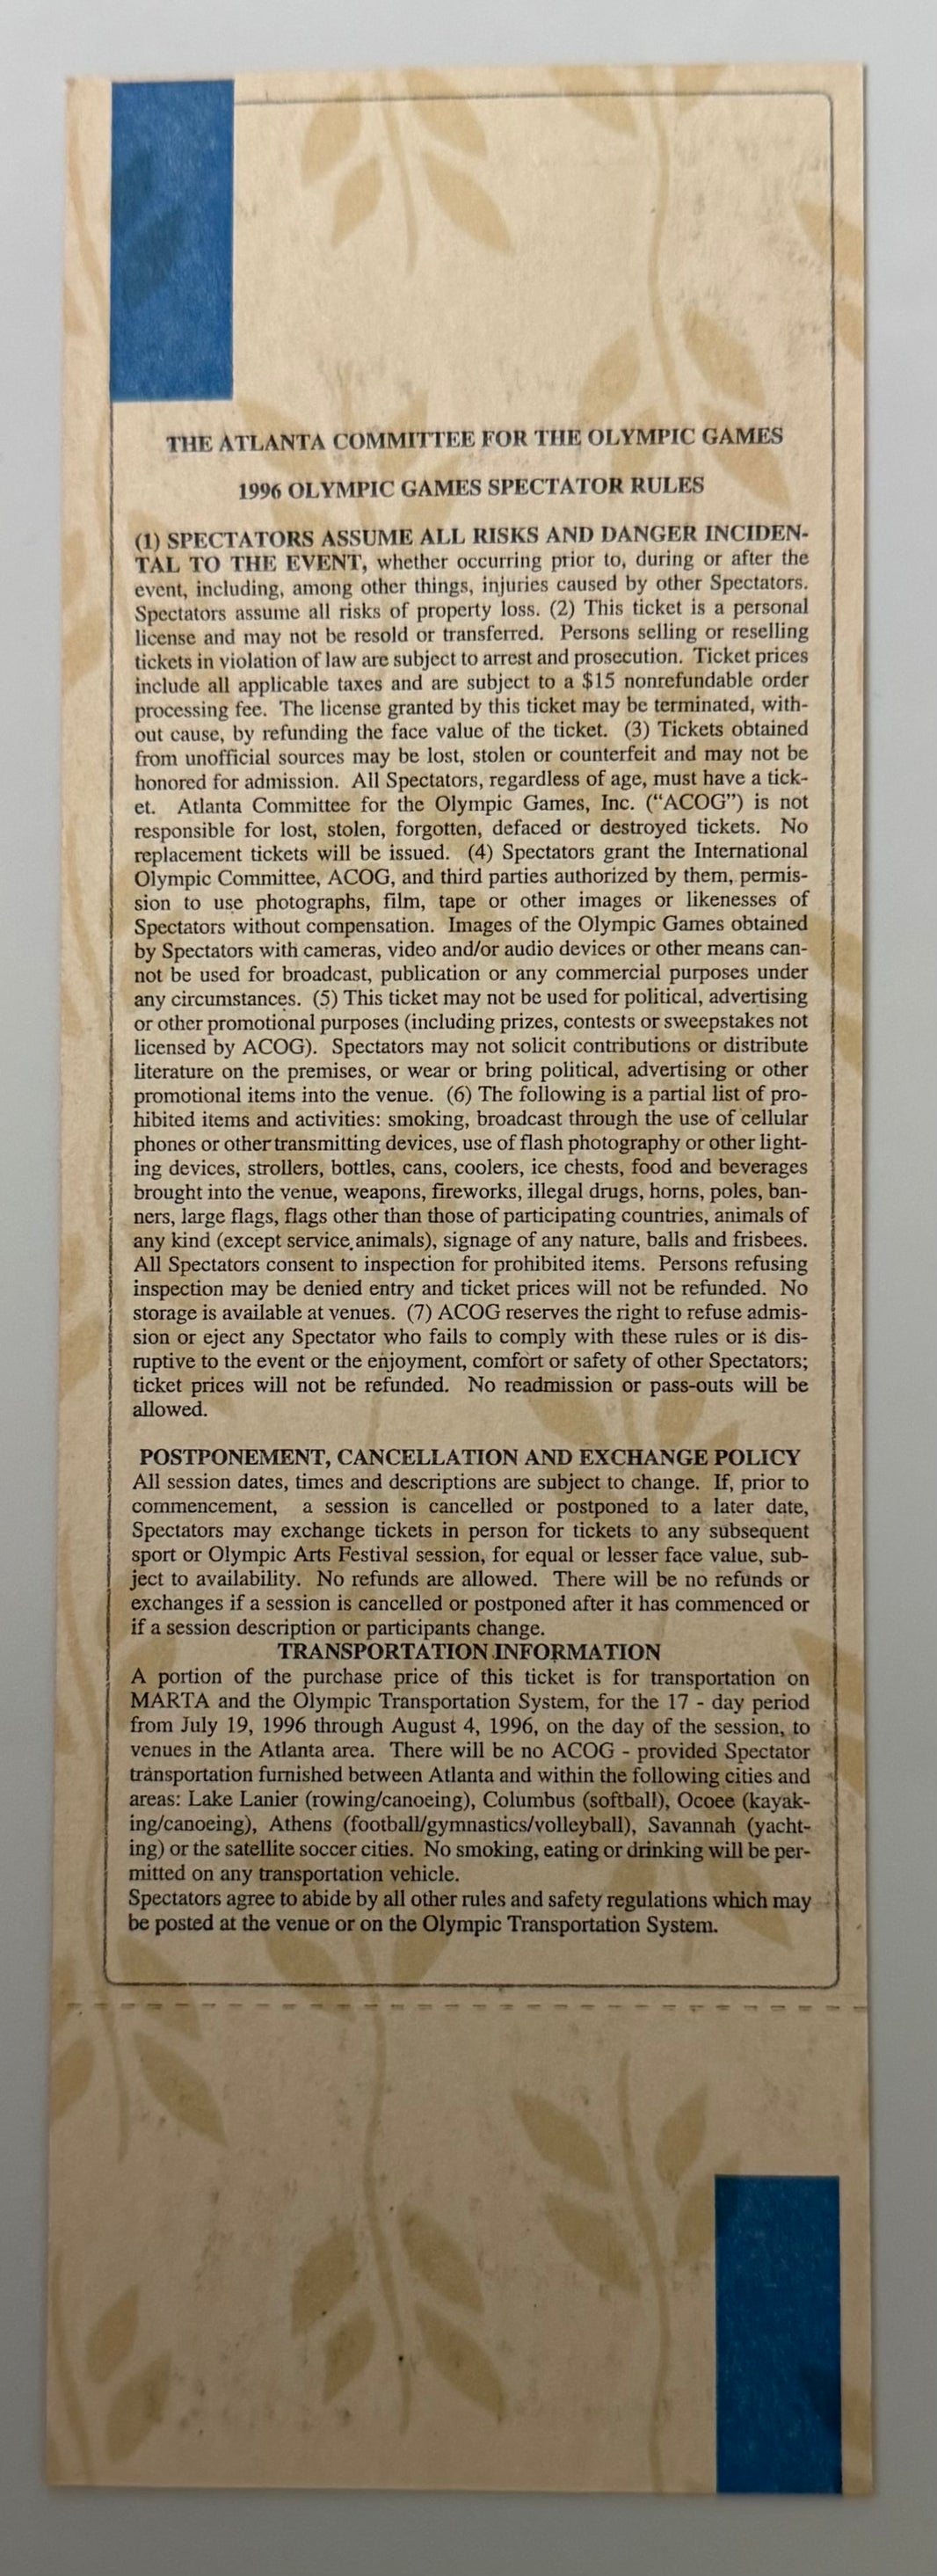 THE ATLANTA COMMITTEE FOR THE OLYMPIC GAMES
1996 OLYMPIC GAMES SPECTATOR RULES
(1) SPECTATORS ASSUME ALL RISKS AND DANGER INCIDEN-
TAL TO THE EVENT, whether occurring prior to, during or after the
event, including, among other things, injuries caused by other Spectators.
Spectators assume all risks of property loss. (2) This ticket is a personal
license and may not be resold or transferred. Persons selling or reselling
tickets in violation of law are subject to arrest and prosecution. Ticket prices
include all applicable taxes and are subject to a $15 nonrefundable order
processing fee. The license granted by this ticket may be terminated, with-
out cause, by refunding the face value of the ticket. (3) Tickets obtained
from unofficial sources may be lost, stolen or counterfeit and may not be
honored for admission. All Spectators, regardless of age, must have a tick-
et. Atlanta Committee for the Olympic Games, Inc. (“ACOG”) is not
responsible for lost, stolen, forgotten, defaced or destroyed tickets. No
replacement tickets will be issued. (4) Spectators grant the International
Olympic Committee, ACOG, and third parties authorized by them, permis-
sion to use photographs, film, tape or other images or likenesses of
Spectators without compensation. Images of the Olympic Games obtained
by Spectators with cameras, video and/or audio devices or other means can-
not be used for broadcast, publication or any commercial purposes under
any circumstances. (5) This ticket may not be used for political, advertising
or other promotional purposes (including prizes, contests or sweepstakes not
licensed by ACOG). Spectators may not solicit contributions or distribute
literature on the premises, or wear or bring political, advertising or other
promotional items into the venue. (6) The following is a partial list of pro-
hibited items and activities: smoking, broadcast through the use of cellular
phones or other transmitting devices, use of flash photography or other light-
ing devices, strollers, bottles, cans, coolers, ice chests, food and beverages
brought into the venue, weapons, fireworks, illegal drugs, horns, poles, ban-
ners, large flags, flags other than those of participating countries, animals of
any kind (except service animals), signage of any nature, balls and frisbees.
All Spectators consent to inspection for prohibited items. Persons refusing
inspection may be denied entry and ticket prices will not be refunded. No
storage is available at venues. (7) ACOG reserves the right to refuse admis-
sion or eject any Spectator who fails to comply with these rules or is dis-
ruptive to the event or the enjoyment, comfort or safety of other Spectators;
ticket prices will not be refunded. No readmission or pass-outs will be
allowed.
POSTPONEMENT, CANCELLATION AND EXCHANGE POLICY
All session dates, times and descriptions are subject to change. If, prior to
commencement, a session is cancelled or postponed to a later date,
Spectators may exchange tickets in person for tickets to any subsequent
sport or Olympic Arts Festival session, for equal or lesser face value, sub-
ject to availability. No refunds are allowed. There will be no refunds or
exchanges if a session is cancelled or postponed after it has commenced or
if a session description or participants change.
TRANSPORTATION INFORMATION
A portion of the purchase price of this ticket is for transportation on
MARTA and the Olympic Transportation System, for the 17 - day period
from July 19, 1996 through August 4, 1996, on the day of the session, to
venues in the Atlanta area. There will be no ACOG - provided Spectator
transportation furnished between Atlanta and within the following cities and
areas: Lake Lanier (rowing/canoeing), Columbus (softball), Ocoee (kayak-
ing/canoeing), Athens (football/gymnastics/volleyball), Savannah (yacht-
ing) or the satellite soccer cities. No smoking, eating or drinking will be per-
mitted on any transportation vehicle.
Spectators agree to abide by all other rules and safety regulations which may
be posted at the venue or on the Olympic Transportation System.